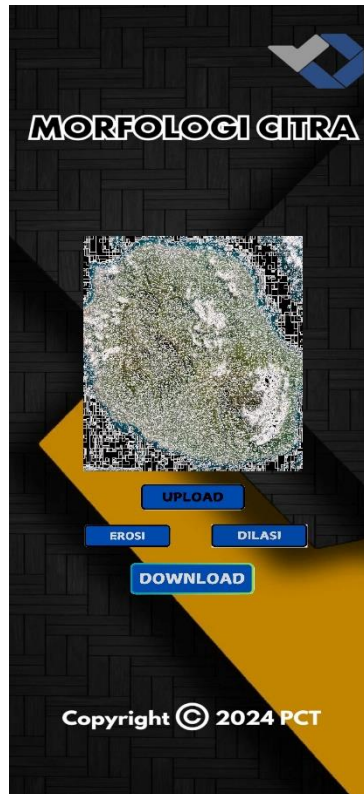 MORFOLOGI CITRA
UPLOAD
EROSI DILASI
DOWNLOAD
Copyright © 2024 PCT